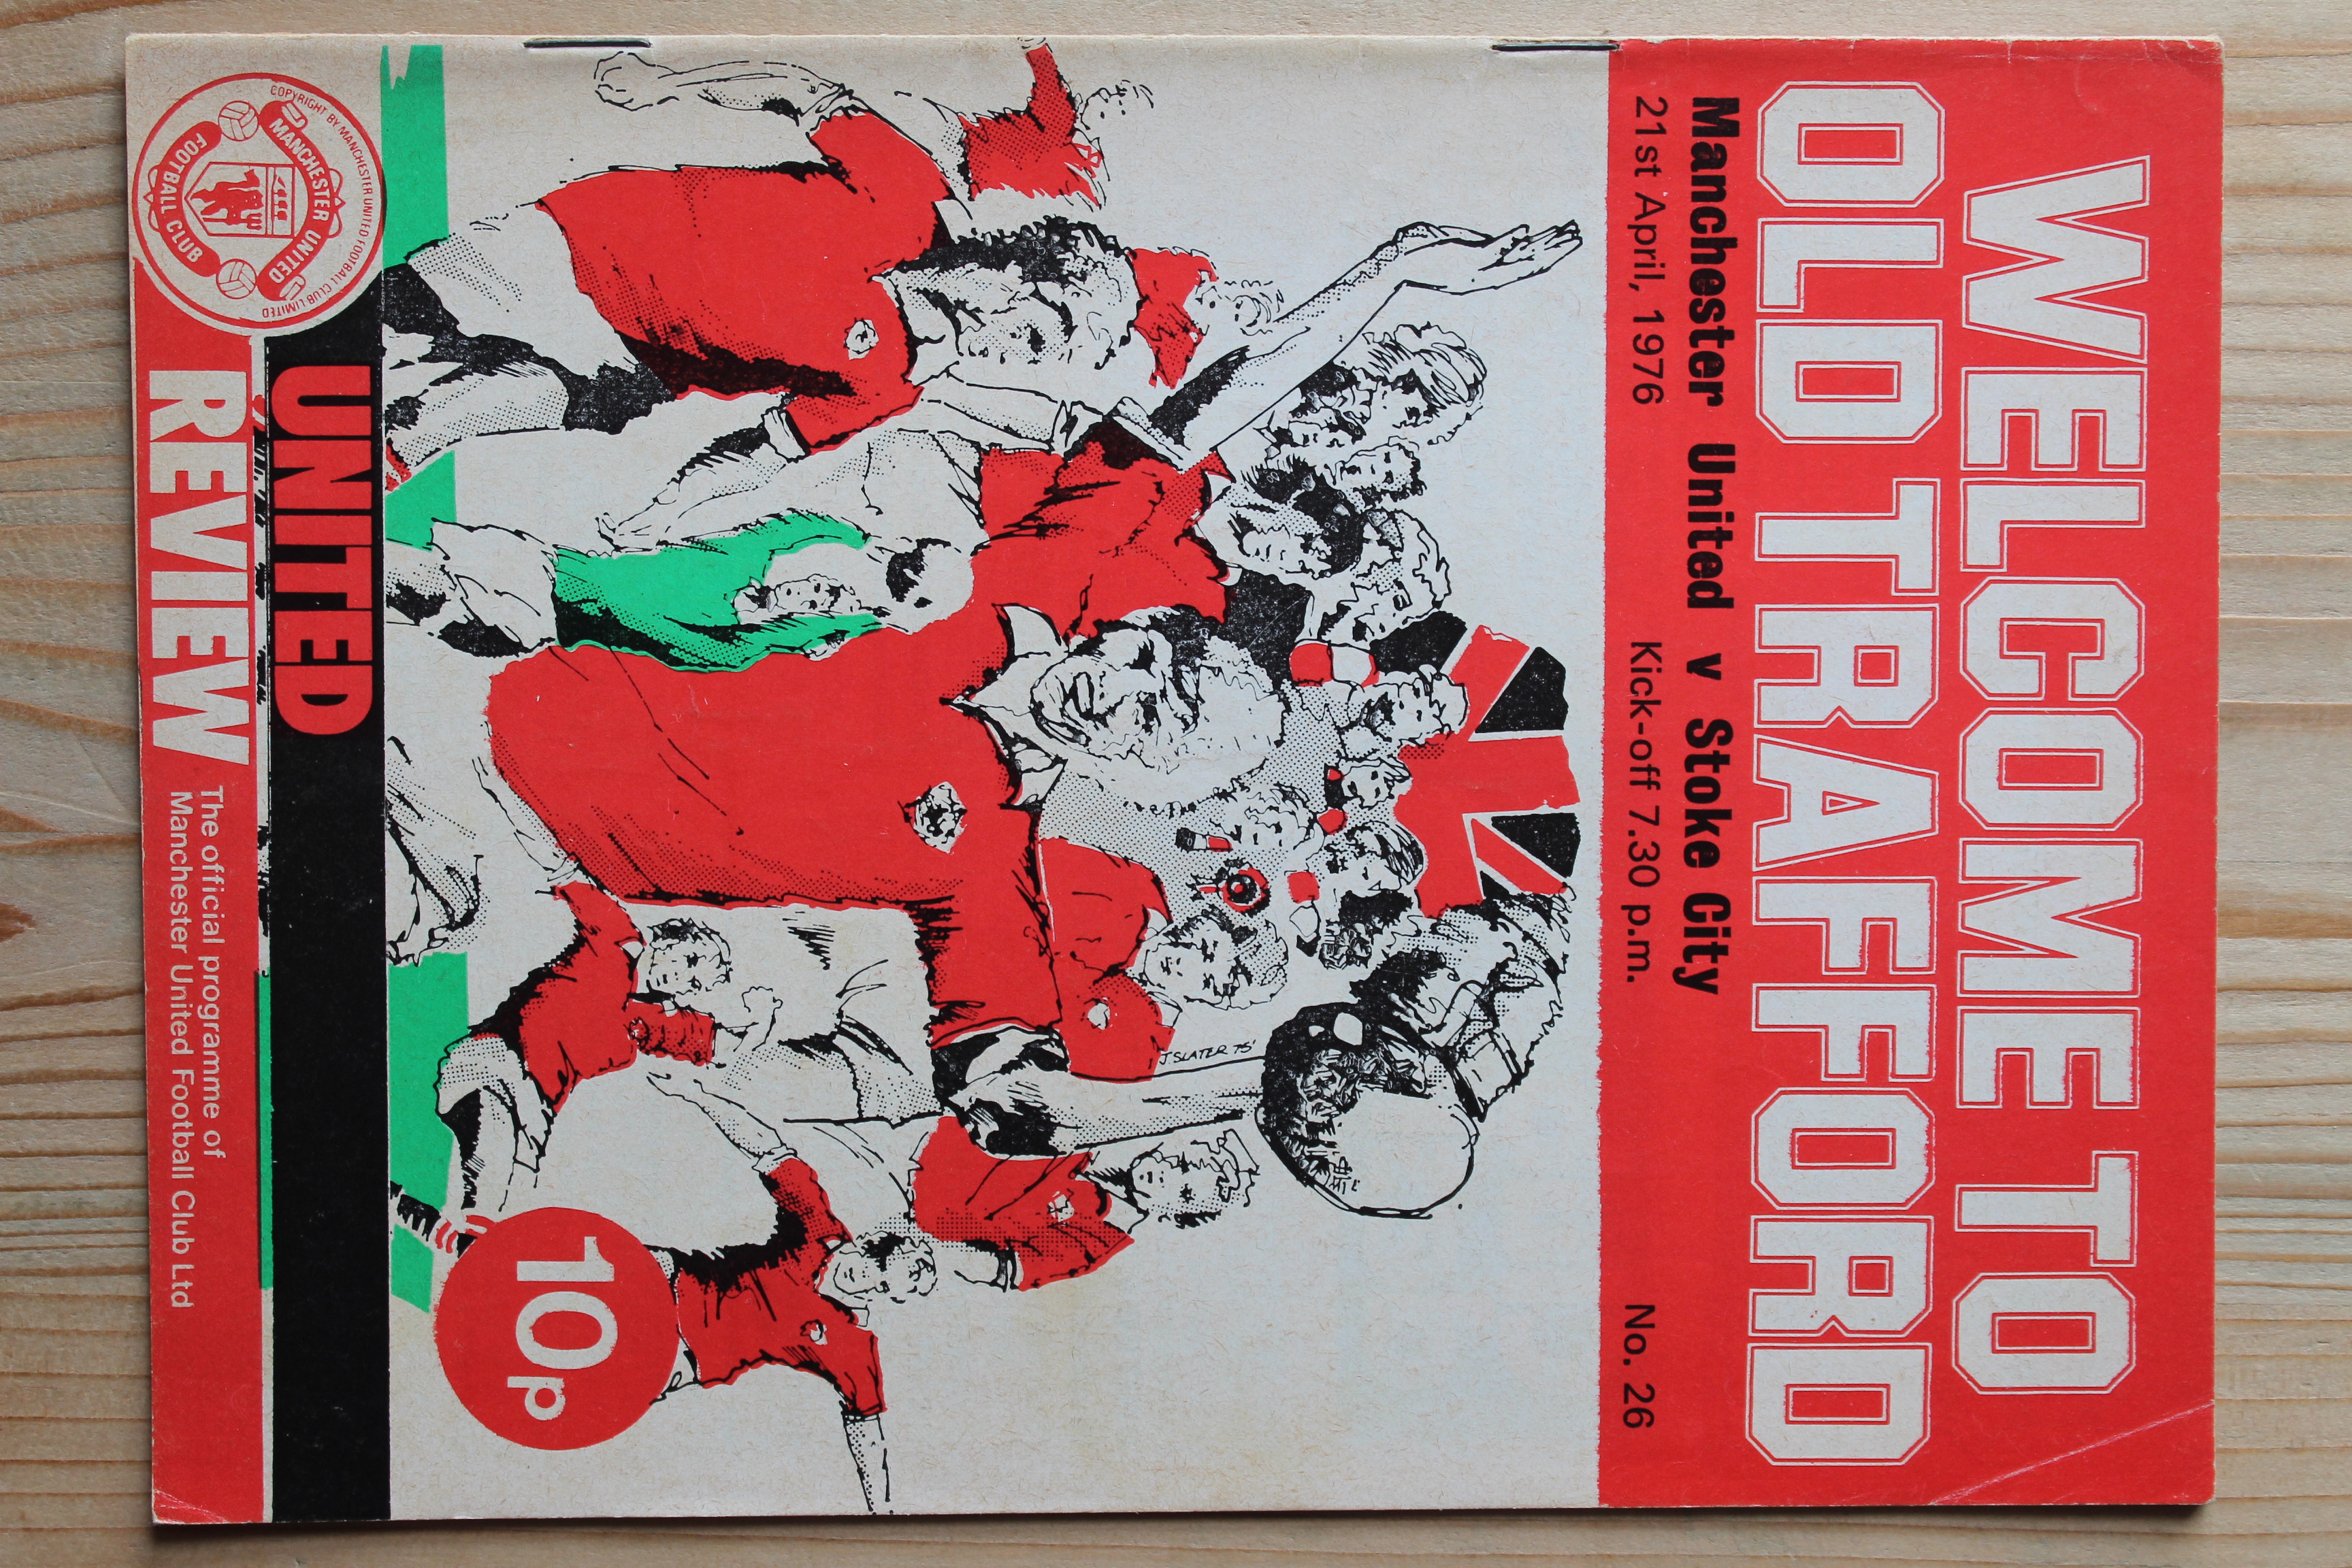 WELCOME TO
OLD TRAFFORD
Manchester United v Stoke City
21st April, 1976 Kick-off 7.30 p.m. No. 26
J SLATER 75'
10p
UNITED
REVIEW
The official programme of
Manchester United Football Club Ltd
COPYRIGHT BY MANCHESTER UNITED FOOTBALL CLUB LIMITED
MANCHESTER UNITED
FOOTBALL CLUB